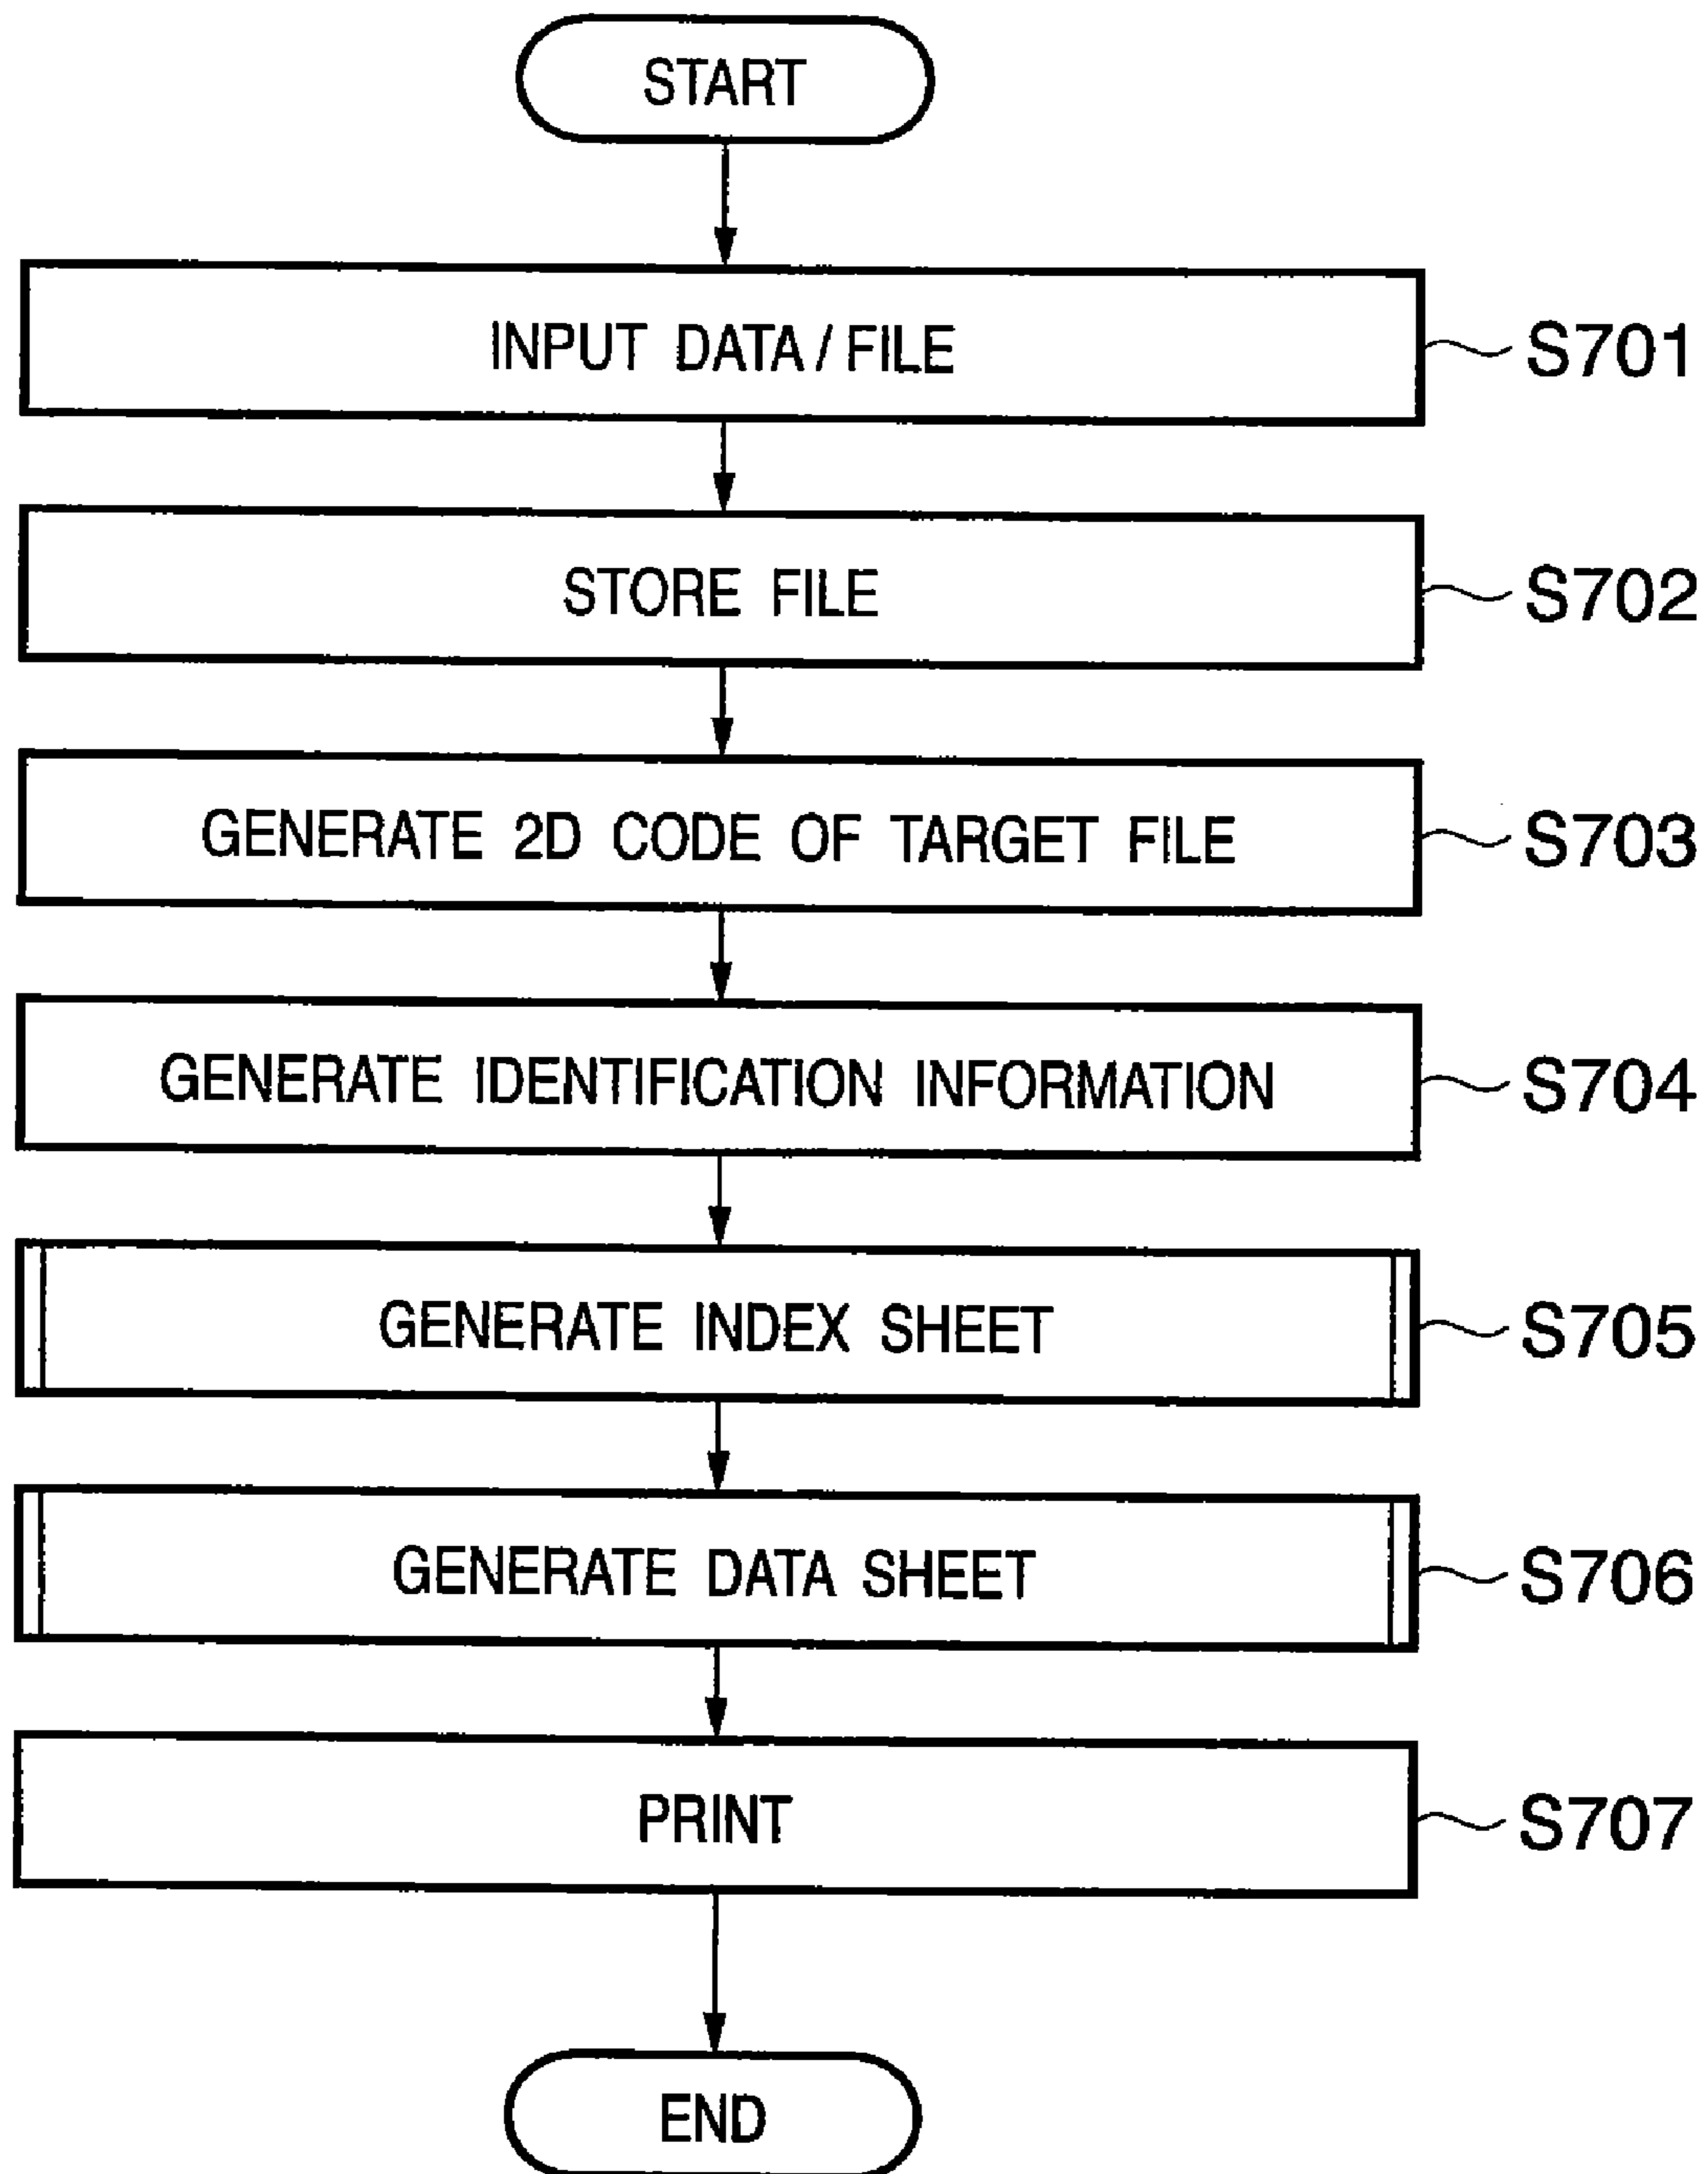 START
INPUT DATA / FILE
S701
STORE FILE
S702
GENERATE 2D CODE OF TARGET FILE
S703
GENERATE IDENTIFICATION INFORMATION
S704
GENERATE INDEX SHEET
S705
GENERATE DATA SHEET
S706
PRINT
S707
END